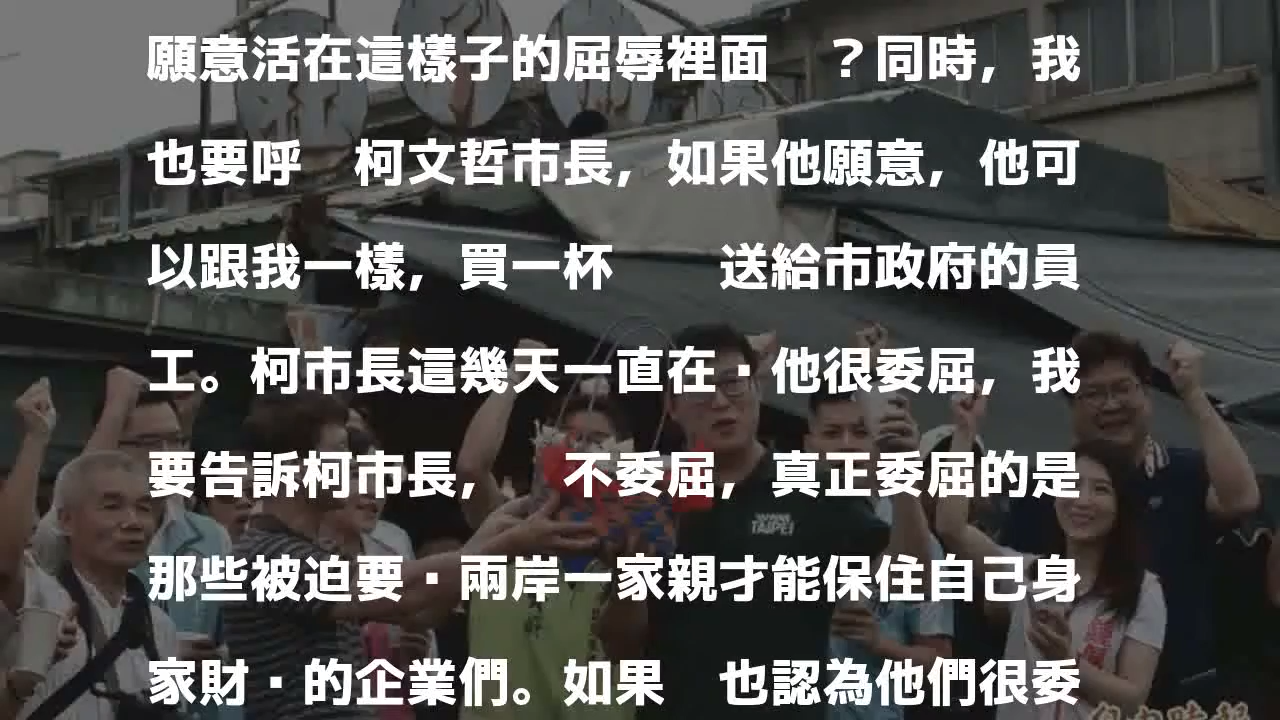 願意活在這樣子的屈辱裡面　？同時，我
也要呼　柯文哲市長，如果他願意，他可
以跟我一樣，買一杯　　送給市政府的員
工。柯市長這幾天一直在·他很委屈，我
要告訴柯市長，　不委屈，真正委屈的是
那些被迫要·兩岸一家親才能保住自己身
家財·的企業們。如果　也認為他們很委
TAIPEI